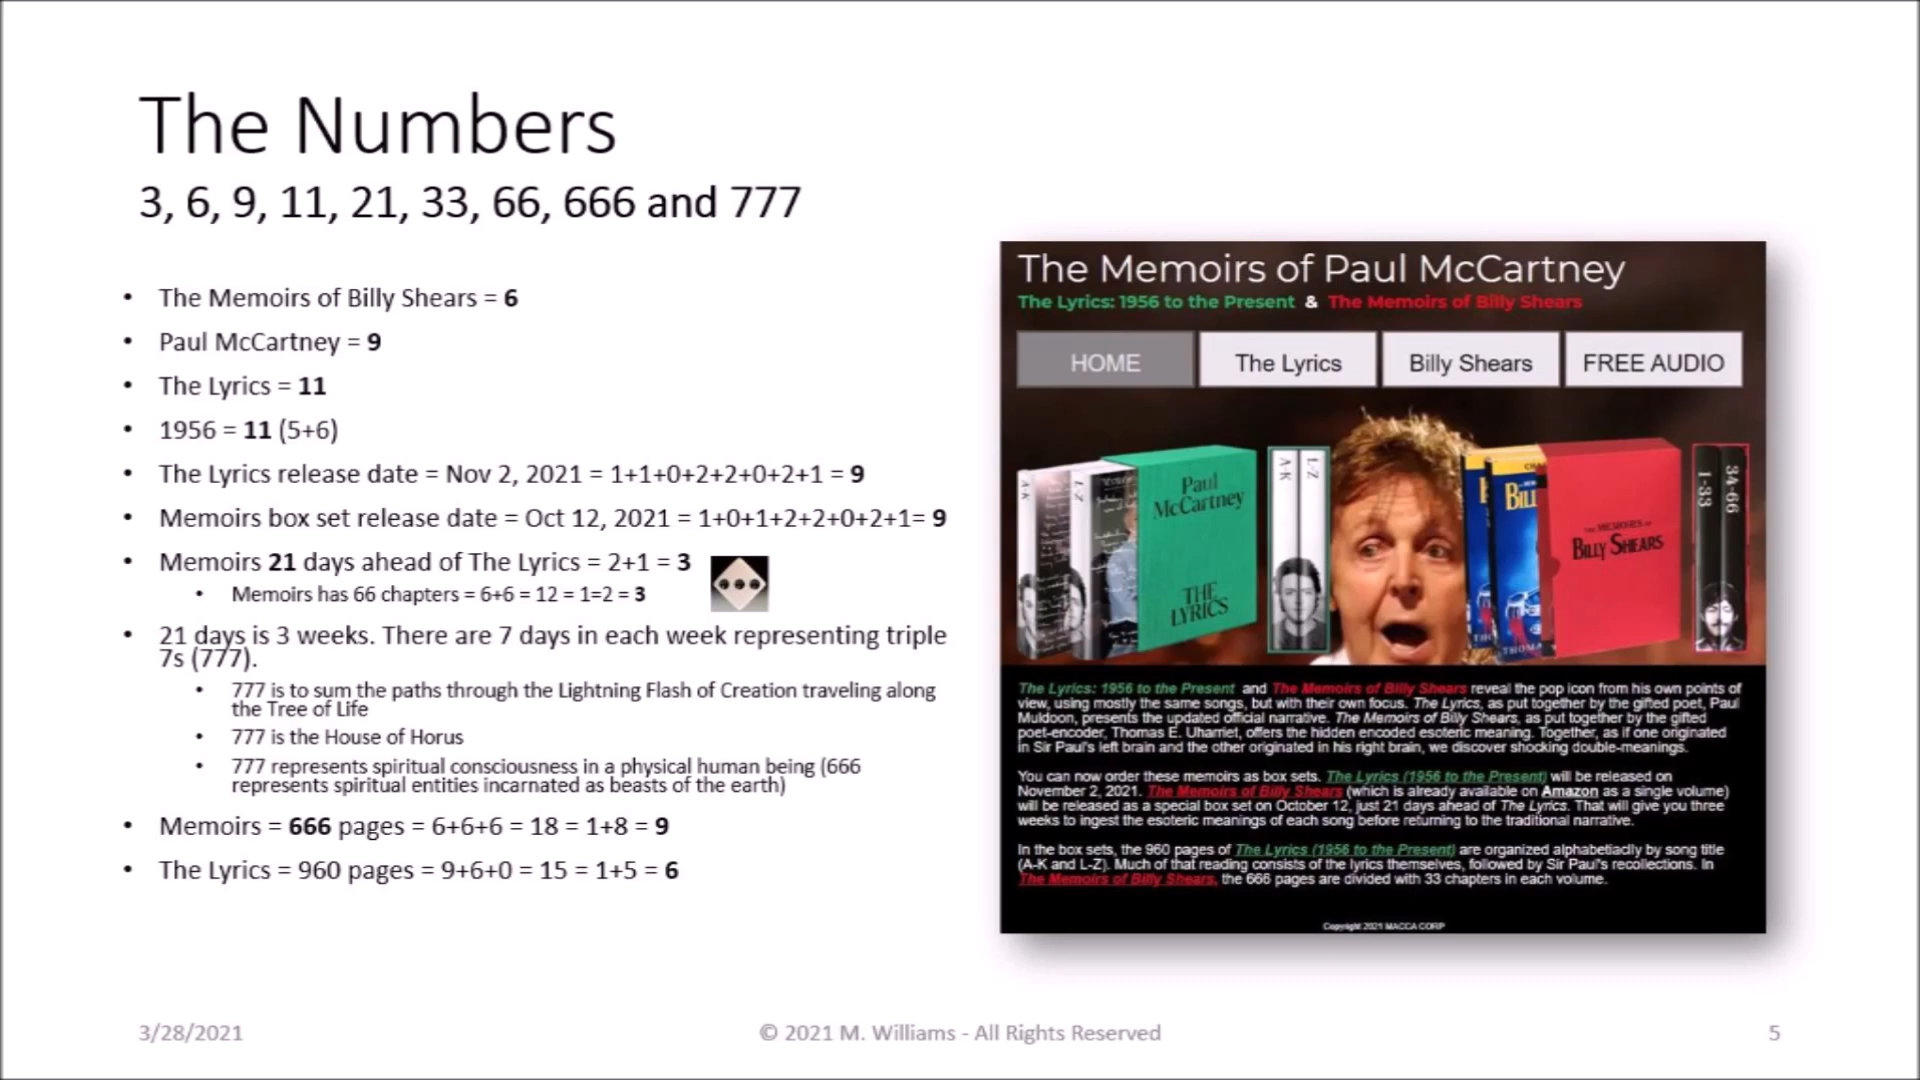 The Numbers
3, 6, 9, 11, 21, 33, 66, 666 and 777
• The Memoirs of Billy Shears = 6
• Paul McCartney = 9
• The Lyrics = 11
• 1956 = 11 (5+6)
• The Lyrics release date = Nov 2, 2021 = 1+1+0+2+2+0+2+1 = 9
• Memoirs box set release date = Oct 12, 2021 = 1+0+1+2+2+0+2+1= 9
• Memoirs 21 days ahead of The Lyrics = 2+1 = 3
• Memoirs has 66 chapters = 6+6 = 12 = 1=2 = 3
• 21 days is 3 weeks. There are 7 days in each week representing triple
7s (777).
• 777 is to sum the paths through the Lightning Flash of Creation traveling along
the Tree of Life
• 777 is the House of Horus
• 777 represents spiritual consciousness in a physical human being (666
represents spiritual entities incarnated as beasts of the earth)
• Memoirs = 666 pages = 6+6+6 = 18 = 1+8 = 9
• The Lyrics = 960 pages = 9+6+0 = 15 = 1+5 = 6
The Memoirs of Paul McCartney
The Lyrics: 1956 to the Present & The Memoirs of Billy Shears
HOME The Lyrics Billy Shears FREE AUDIO
A-K
L-Z
Paul
McCartney
THE
LYRICS
A-K
L-Z
BILL
THOMA
THE MEMOIRS OF
BILLY SHEARS
1-33
34-66
The Lyrics: 1956 to the Present and The Memoirs of Billy Shears reveal the pop icon from his own points of
view, using mostly the same songs, but with their own focus. The Lyrics, as put together by the gifted poet, Paul
Muldoon, presents the updated official narrative. The Memoirs of Billy Shears, as put together by the gifted
poet-encoder, Thomas E. Uharriet, offers the hidden encoded esoteric meaning. Together, as if one originated
in Sir Paul's left brain and the other originated in his right brain, we discover shocking double-meanings.
You can now order these memoirs as box sets. The Lyrics (1956 to the Present) will be released on
November 2, 2021. The Memoirs of Billy Shears (which is already available on Amazon as a single volume)
will be released as a special box set on October 12, just 21 days ahead of The Lyrics. That will give you three
weeks to ingest the esoteric meanings of each song before returning to the traditional narrative.
In the box sets, the 960 pages of The Lyrics (1956 to the Present) are organized alphabetiaclly by song title
(A-K and L-Z). Much of that reading consists of the lyrics themselves, followed by Sir Paul's recollections. In
The Memoirs of Billy Shears, the 666 pages are divided with 33 chapters in each volume.
Copyright 2021 MACCA CORP
3/28/2021
© 2021 M. Williams - All Rights Reserved
5